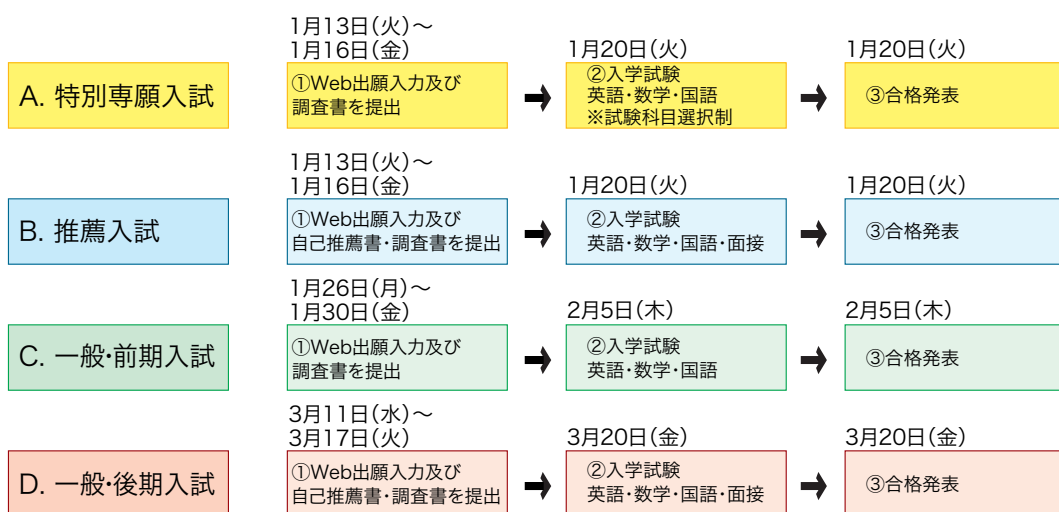 A. 特別専願入試
1月13日(火)～
1月16日(金)
①Web出願入力及び
調査書を提出
1月20日(火)
②入学試験
英語・数学・国語
※試験科目選択制
1月20日(火)
③合格発表
B. 推薦入試
1月13日(火)～
1月16日(金)
①Web出願入力及び
自己推薦書・調査書を提出
1月20日(火)
②入学試験
英語・数学・国語・面接
1月20日(火)
③合格発表
C. 一般・前期入試
1月26日(月)～
1月30日(金)
①Web出願入力及び
調査書を提出
2月5日(木)
②入学試験
英語・数学・国語
2月5日(木)
③合格発表
D. 一般・後期入試
3月11日(水)～
3月17日(火)
①Web出願入力及び
自己推薦書・調査書を提出
3月20日(金)
②入学試験
英語・数学・国語・面接
3月20日(金)
③合格発表